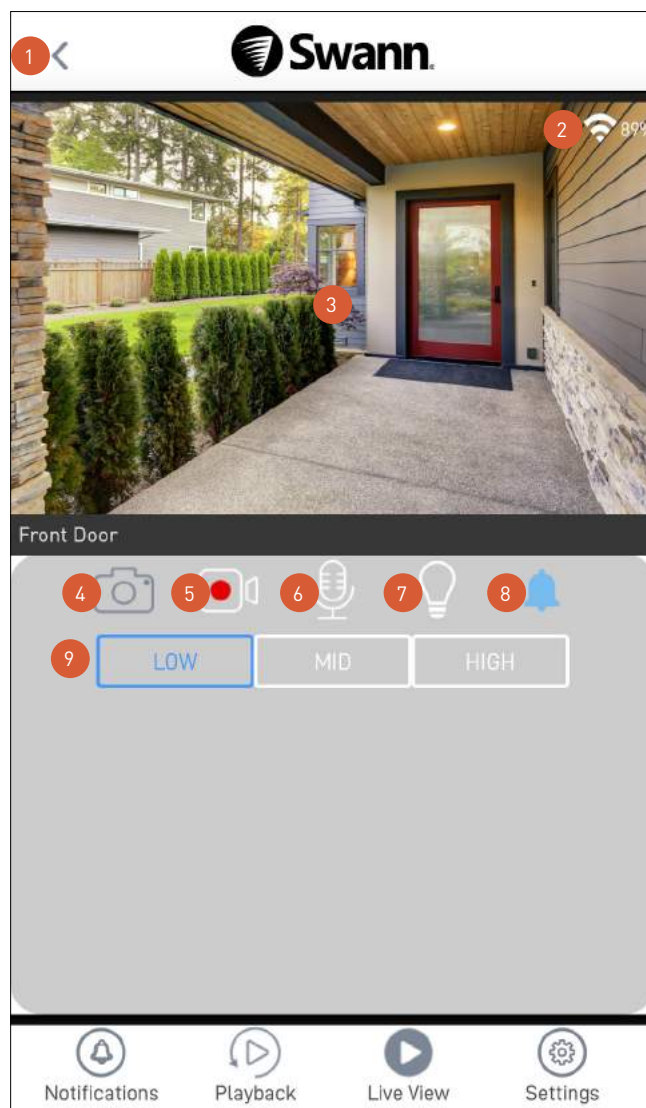 1
Swann.
2 89%
3
Front Door
4 5 6 7 8
9 LOW MID HIGH
Notifications Playback Live View Settings